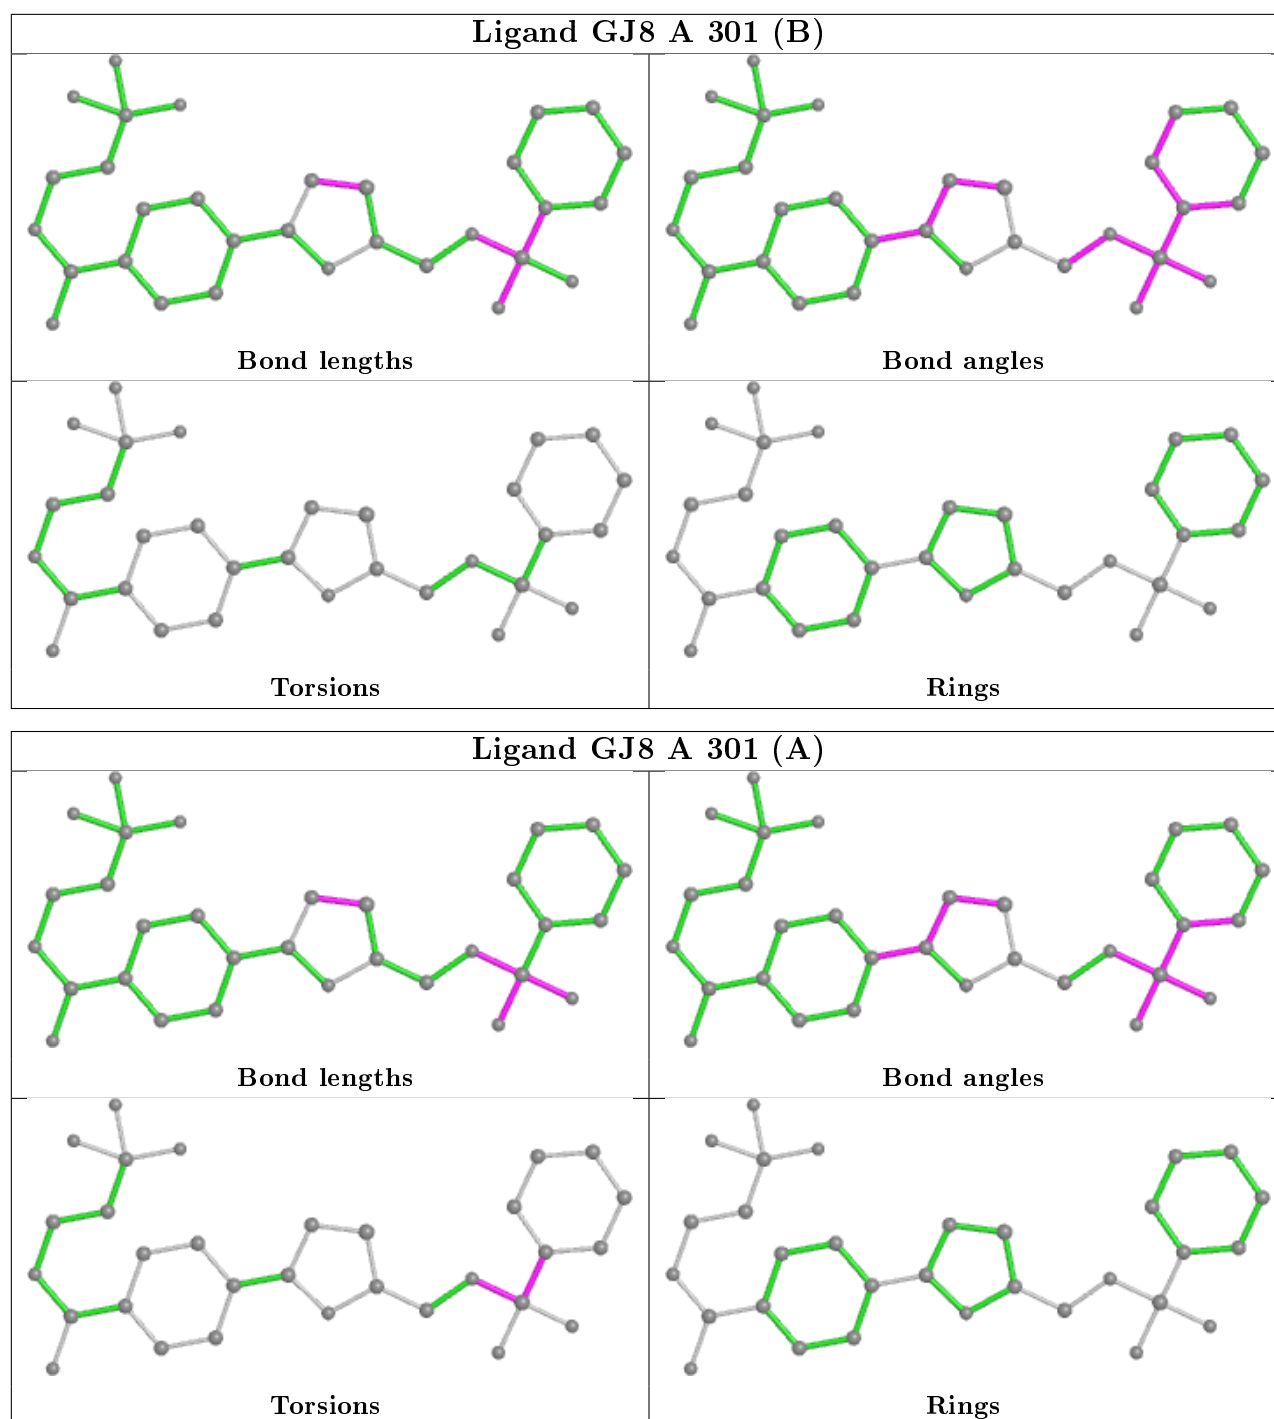 Ligand GJ8 A 301 (B)
Bond lengths
Bond angles
Torsions
Rings
Ligand GJ8 A 301 (A)
Bond lengths
Bond angles
Torsions
Rings